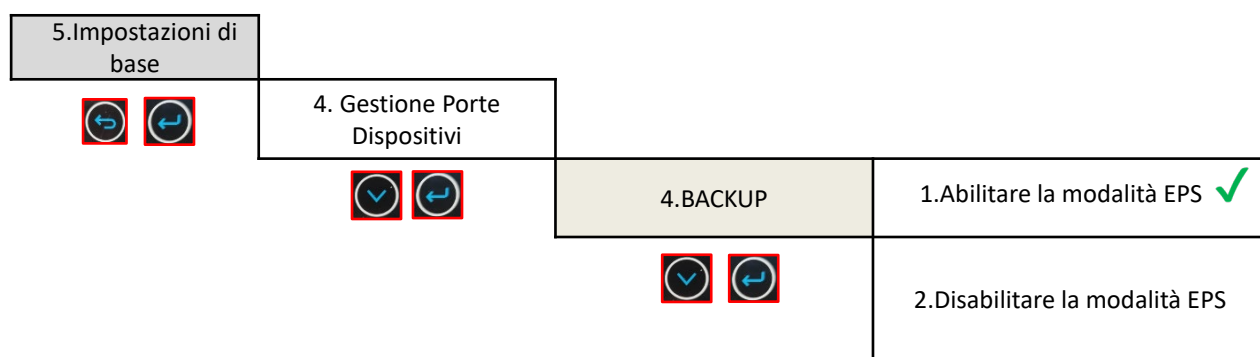 5.Impostazioni di
base
4. Gestione Porte
Dispositivi
4.BACKUP
1.Abilitare la modalità EPS
2.Disabilitare la modalità EPS